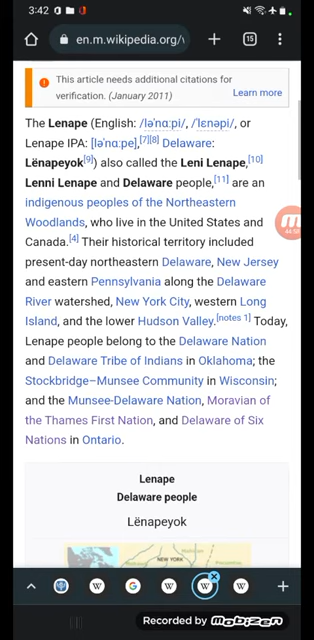 3:42
en.m.wikipedia.org/
15
This article needs additional citations for
verification. (January 2011)
Learn more
The Lenape (English: /ləˈnɑːpi/, /ˈlɛnəpi/, or
Lenape IPA: [lənɑːpe],[7][8] Delaware:
Lënapeyok[9]) also called the Leni Lenape,[10]
Lenni Lenape and Delaware people,[11] are an
indigenous peoples of the Northeastern
Woodlands, who live in the United States and
Canada.[4] Their historical territory included
present-day northeastern Delaware, New Jersey
and eastern Pennsylvania along the Delaware
River watershed, New York City, western Long
Island, and the lower Hudson Valley.[notes 1] Today,
Lenape people belong to the Delaware Nation
and Delaware Tribe of Indians in Oklahoma; the
Stockbridge–Munsee Community in Wisconsin;
and the Munsee-Delaware Nation, Moravian of
the Thames First Nation, and Delaware of Six
Nations in Ontario.
Lenape
Delaware people
Lënapeyok
NEW YORK
Recorded by mobizen